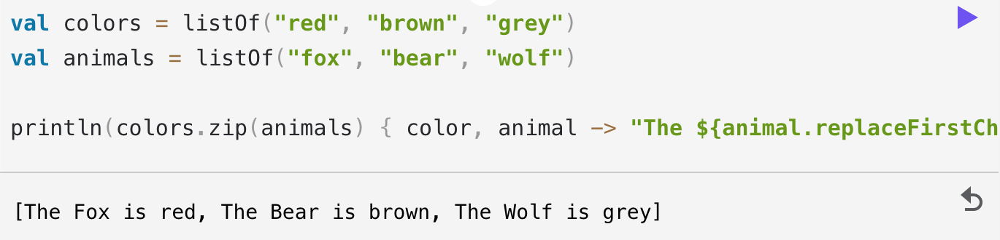 val colors = listOf("red", "brown", "grey")
val animals = listOf("fox", "bear", "wolf")
println(colors.zip(animals) { color, animal -> "The ${animal.replaceFirstCh
[The Fox is red, The Bear is brown, The Wolf is grey]